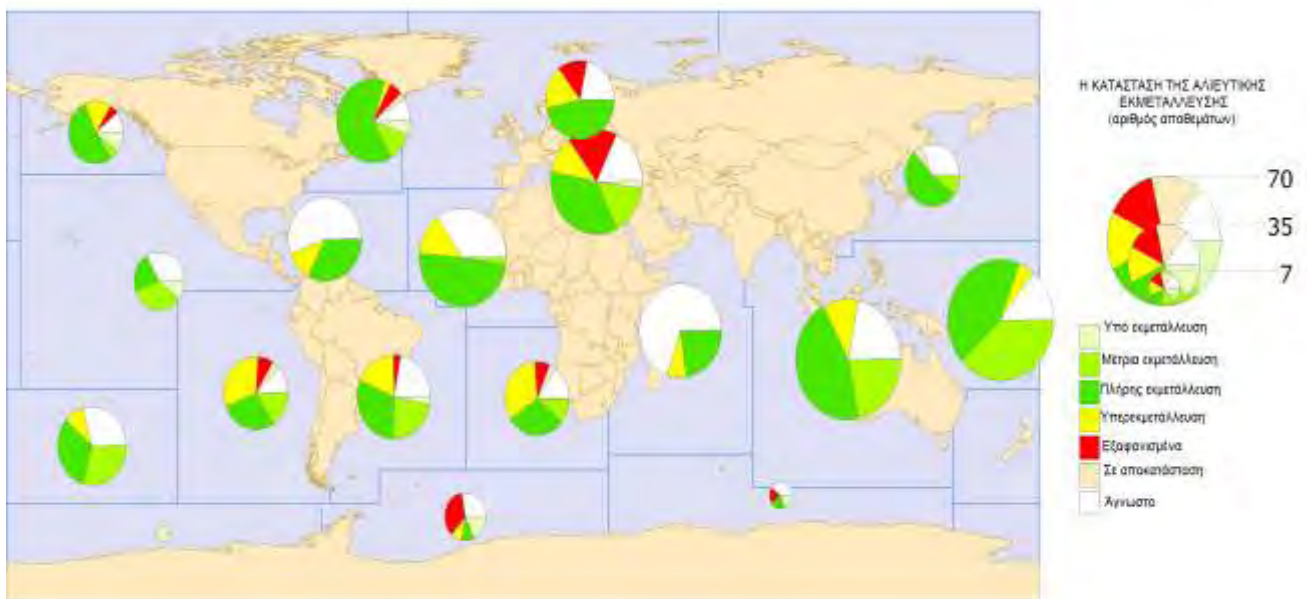 Η ΚΑΤΑΣΤΑΣΗ ΤΗΣ ΑΛΙΕΥΤΙΚΗΣ
ΕΚΜΕΤΑΛΛΕΥΣΗΣ
(αριθμός αποθεμάτων)
70
35
7
Υπό εκμετάλλευση
Μέτρια εκμετάλλευση
Πλήρης εκμετάλλευση
Υπερεκμετάλλευση
Εξαφανισμένα
Σε αποκατάσταση
Άγνωστα